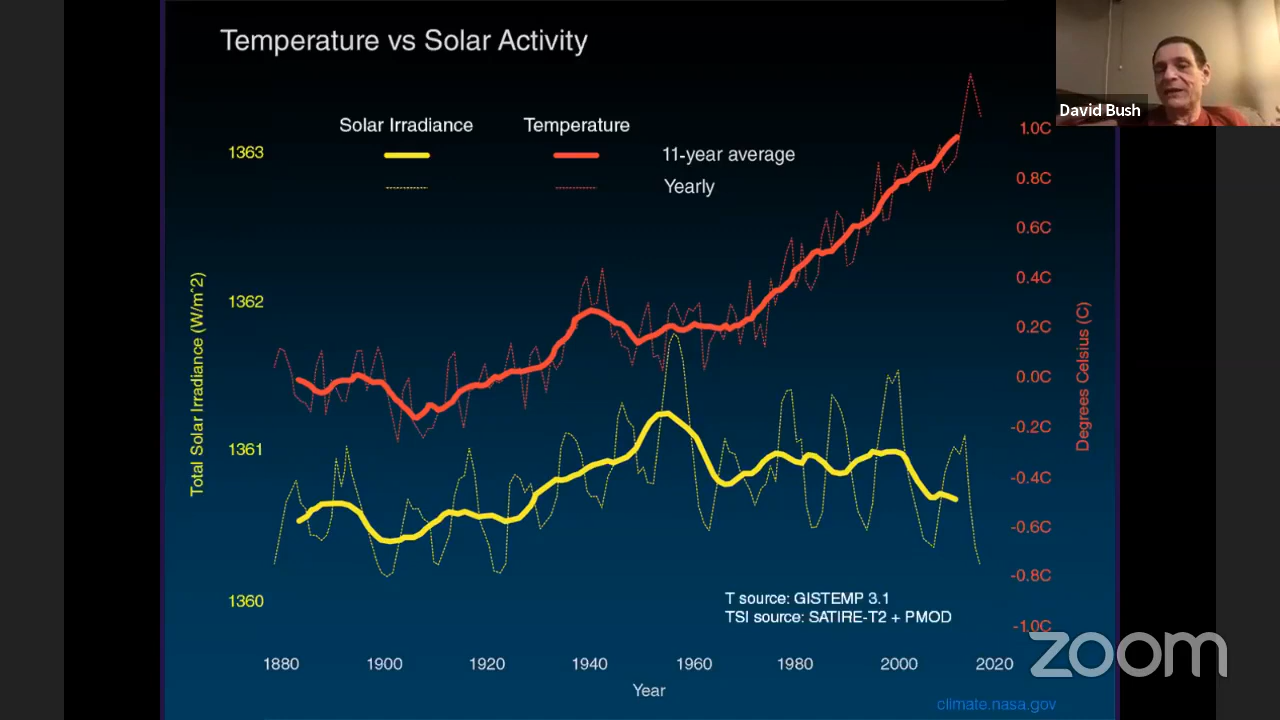 Temperature vs Solar Activity
David Bush
Solar Irradiance
Temperature
11-year average
Yearly
Total Solar Irradiance (W/m^2)
1363
1362
1361
1360
1.0C
0.8C
0.6C
0.4C
0.2C
0.0C
-0.2C
-0.4C
-0.6C
-0.8C
-1.0C
Degrees Celsius (C)
T source: GISTEMP 3.1
TSI source: SATIRE-T2 + PMOD
1880 1900 1920 1940 1960 1980 2000 2020
Year
zoom
climate.nasa.gov